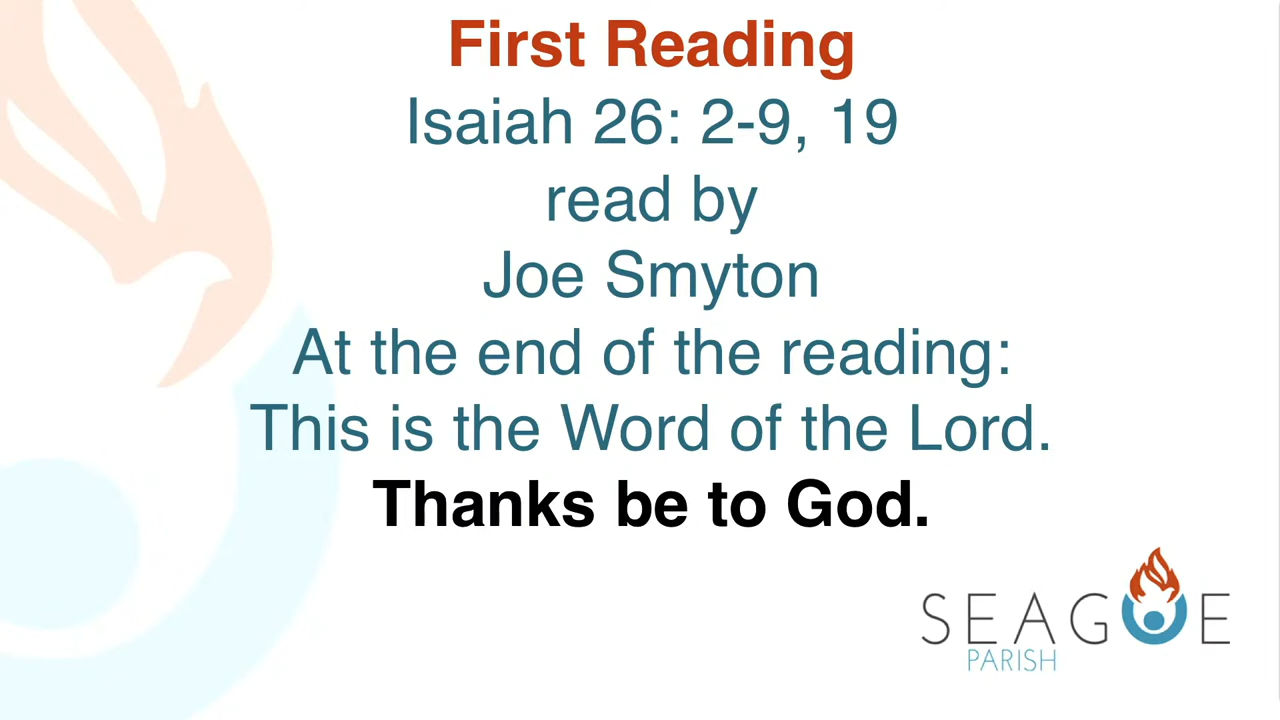 First Reading
Isaiah 26: 2-9, 19
read by
Joe Smyton
At the end of the reading:
This is the Word of the Lord.
Thanks be to God.
SEAGOE
PARISH